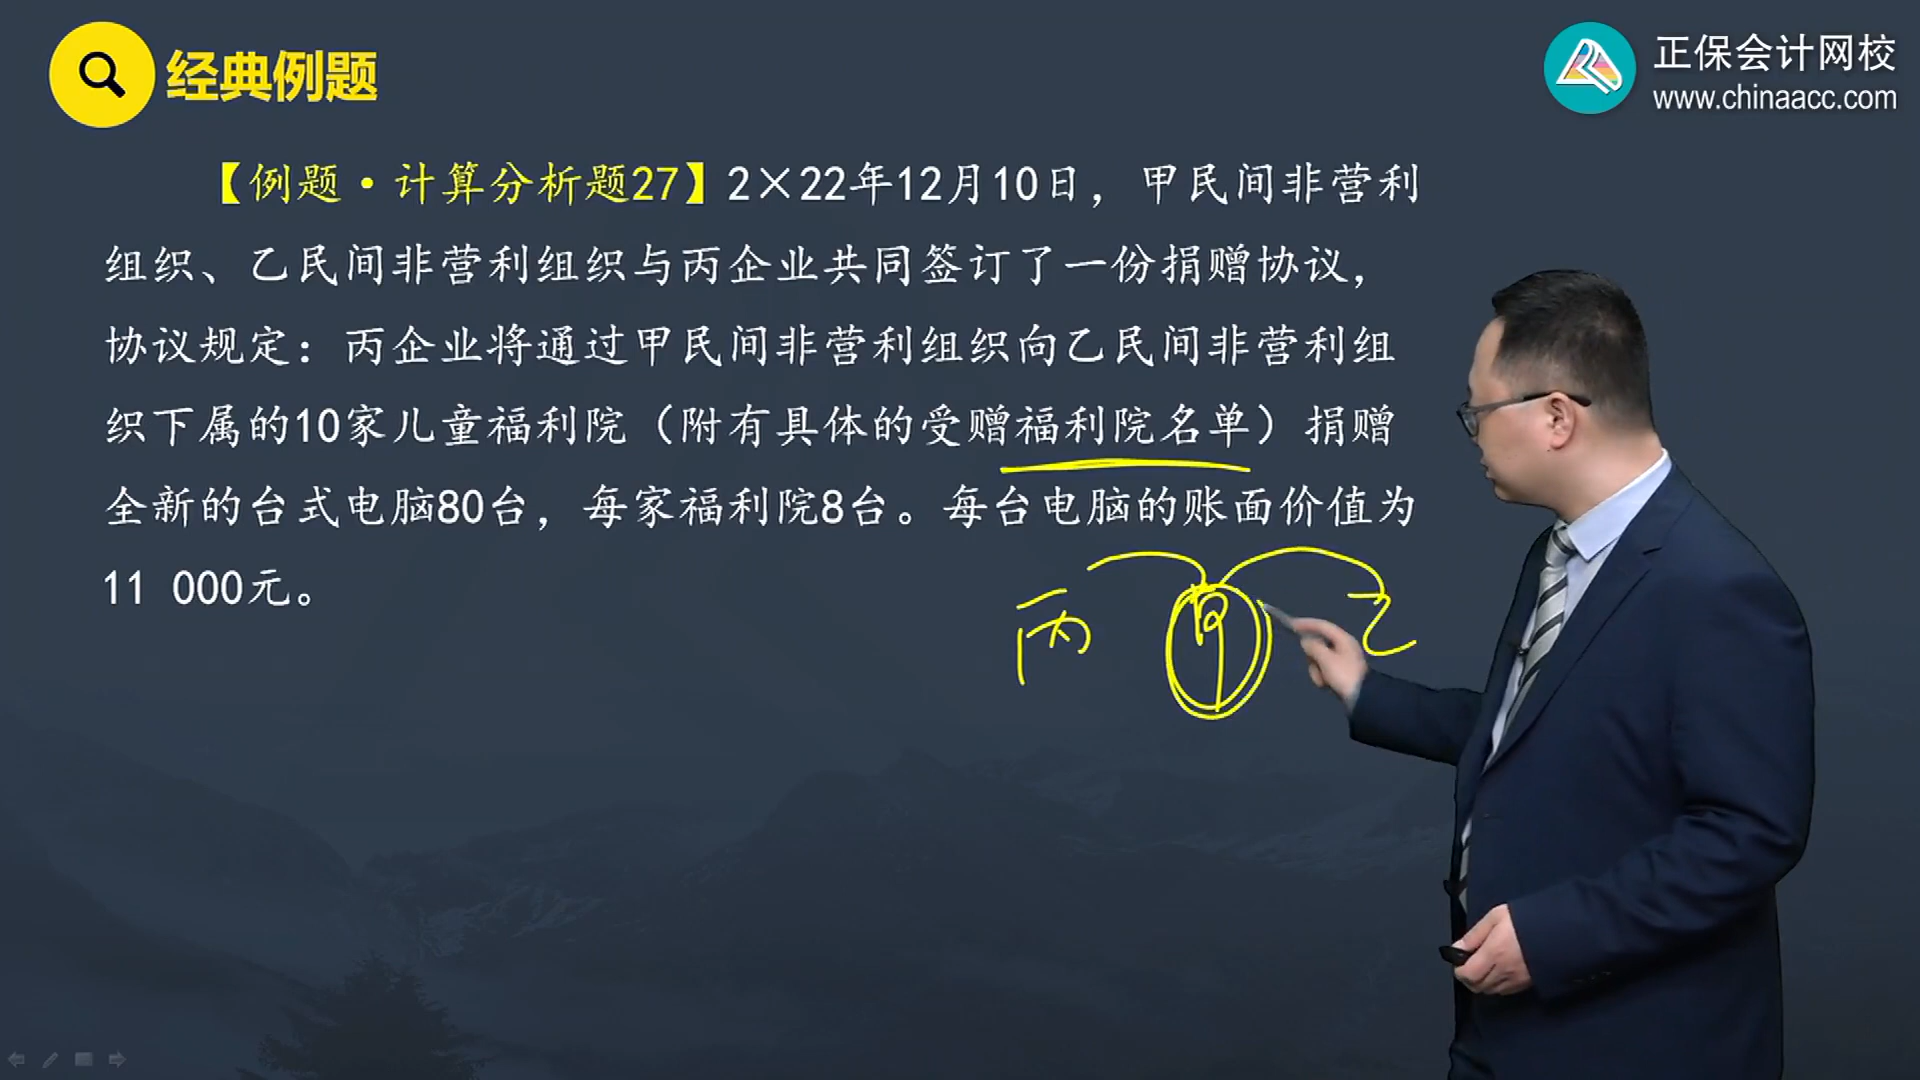 经典例题
正保会计网校
www.chinaacc.com
【例题·计算分析题27】2×22年12月10日，甲民间非营利
组织、乙民间非营利组织与丙企业共同签订了一份捐赠协议，
协议规定：丙企业将通过甲民间非营利组织向乙民间非营利组
织下属的10家儿童福利院（附有具体的受赠福利院名单）捐赠
全新的台式电脑80台，每家福利院8台。每台电脑的账面价值为
11 000元。
丙 甲 乙